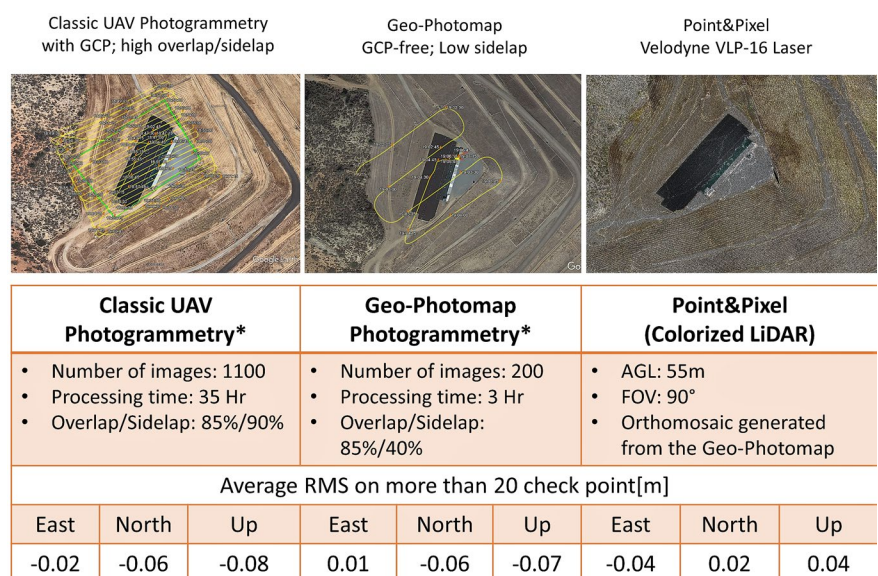 Classic UAV Photogrammetry
with GCP; high overlap/sidelap
Geo-Photomap
GCP-free; Low sidelap
Point&Pixel
Velodyne VLP-16 Laser
Google Earth
Go
Classic UAV
Photogrammetry*
Geo-Photomap
Photogrammetry*
Point&Pixel
(Colorized LiDAR)
• Number of images: 1100
• Processing time: 35 Hr
• Overlap/Sidelap: 85%/90%
• Number of images: 200
• Processing time: 3 Hr
• Overlap/Sidelap:
85%/40%
• AGL: 55m
• FOV: 90°
• Orthomosaic generated
from the Geo-Photomap
Average RMS on more than 20 check point[m]
East North Up East North Up East North Up
-0.02 -0.06 -0.08 0.01 -0.06 -0.07 -0.04 0.02 0.04